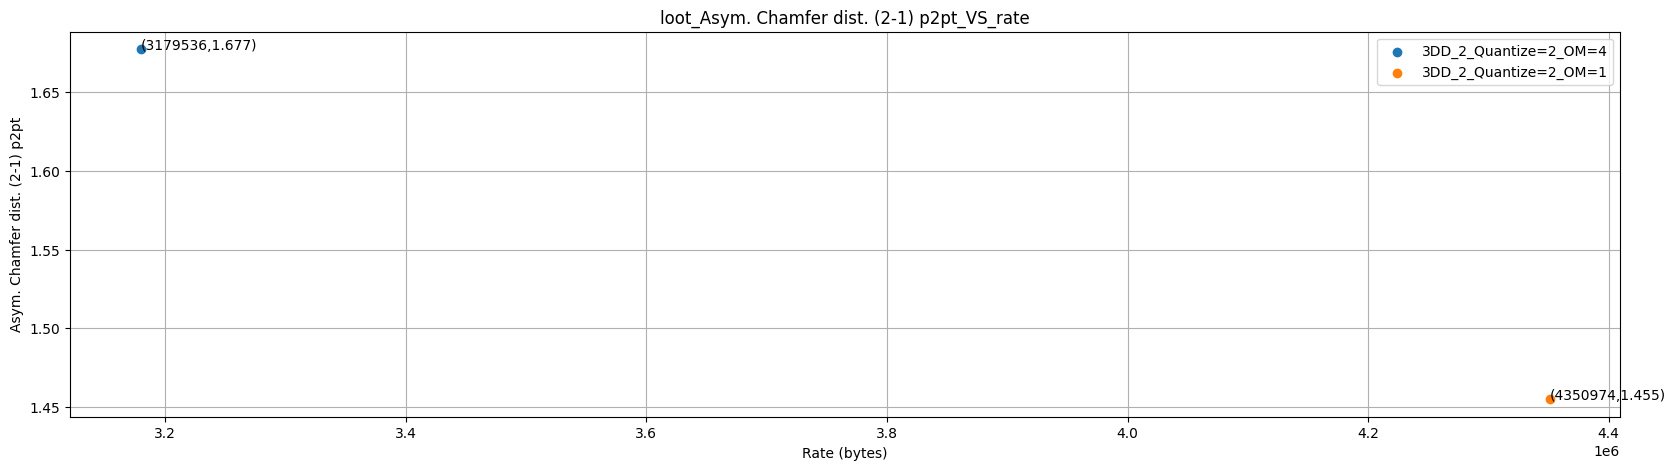 loot_Asym. Chamfer dist. (2-1) p2pt_VS_rate
(3179536,1.677)
3DD_2_Quantize=2_OM=4
3DD_2_Quantize=2_OM=1
Asym. Chamfer dist. (2-1) p2pt
1.65
1.60
1.55
1.50
1.45
(4350974,1.455)
3.2 3.4 3.6 3.8 4.0 4.2 4.4
1e6
Rate (bytes)